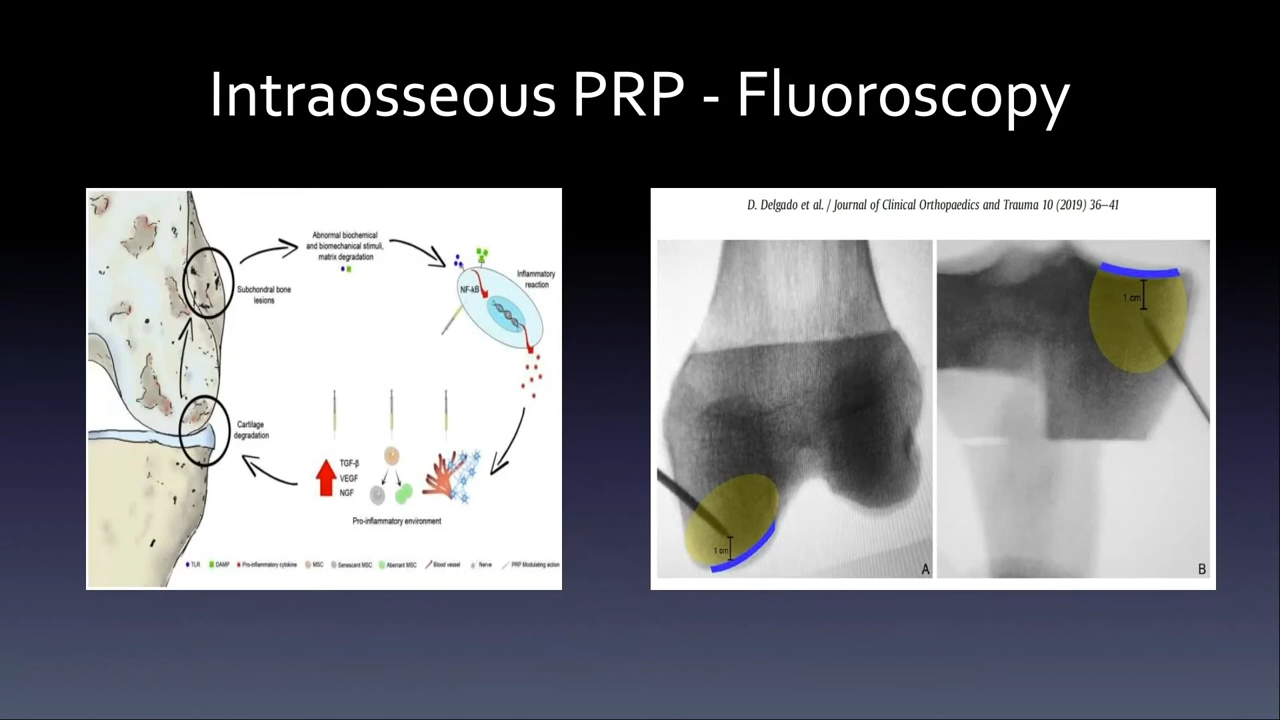 Intraosseous PRP - Fluoroscopy
Abnormal biochemical
and biomechanical stimuli,
matrix degradation
Inflammatory
reaction
NF-kB
Subchondral bone
lesions
Cartilage
degradation
TGF-β
VEGF
NGF
Pro-inflammatory environment
TLR DAMP Pro-inflammatory cytokine MSC Senescent MSC Aberrant MSC Blood vessel Nerve PRP Modulating action
D. Delgado et al. / Journal of Clinical Orthopaedics and Trauma 10 (2019) 36–41
1 cm
A
1 cm
B